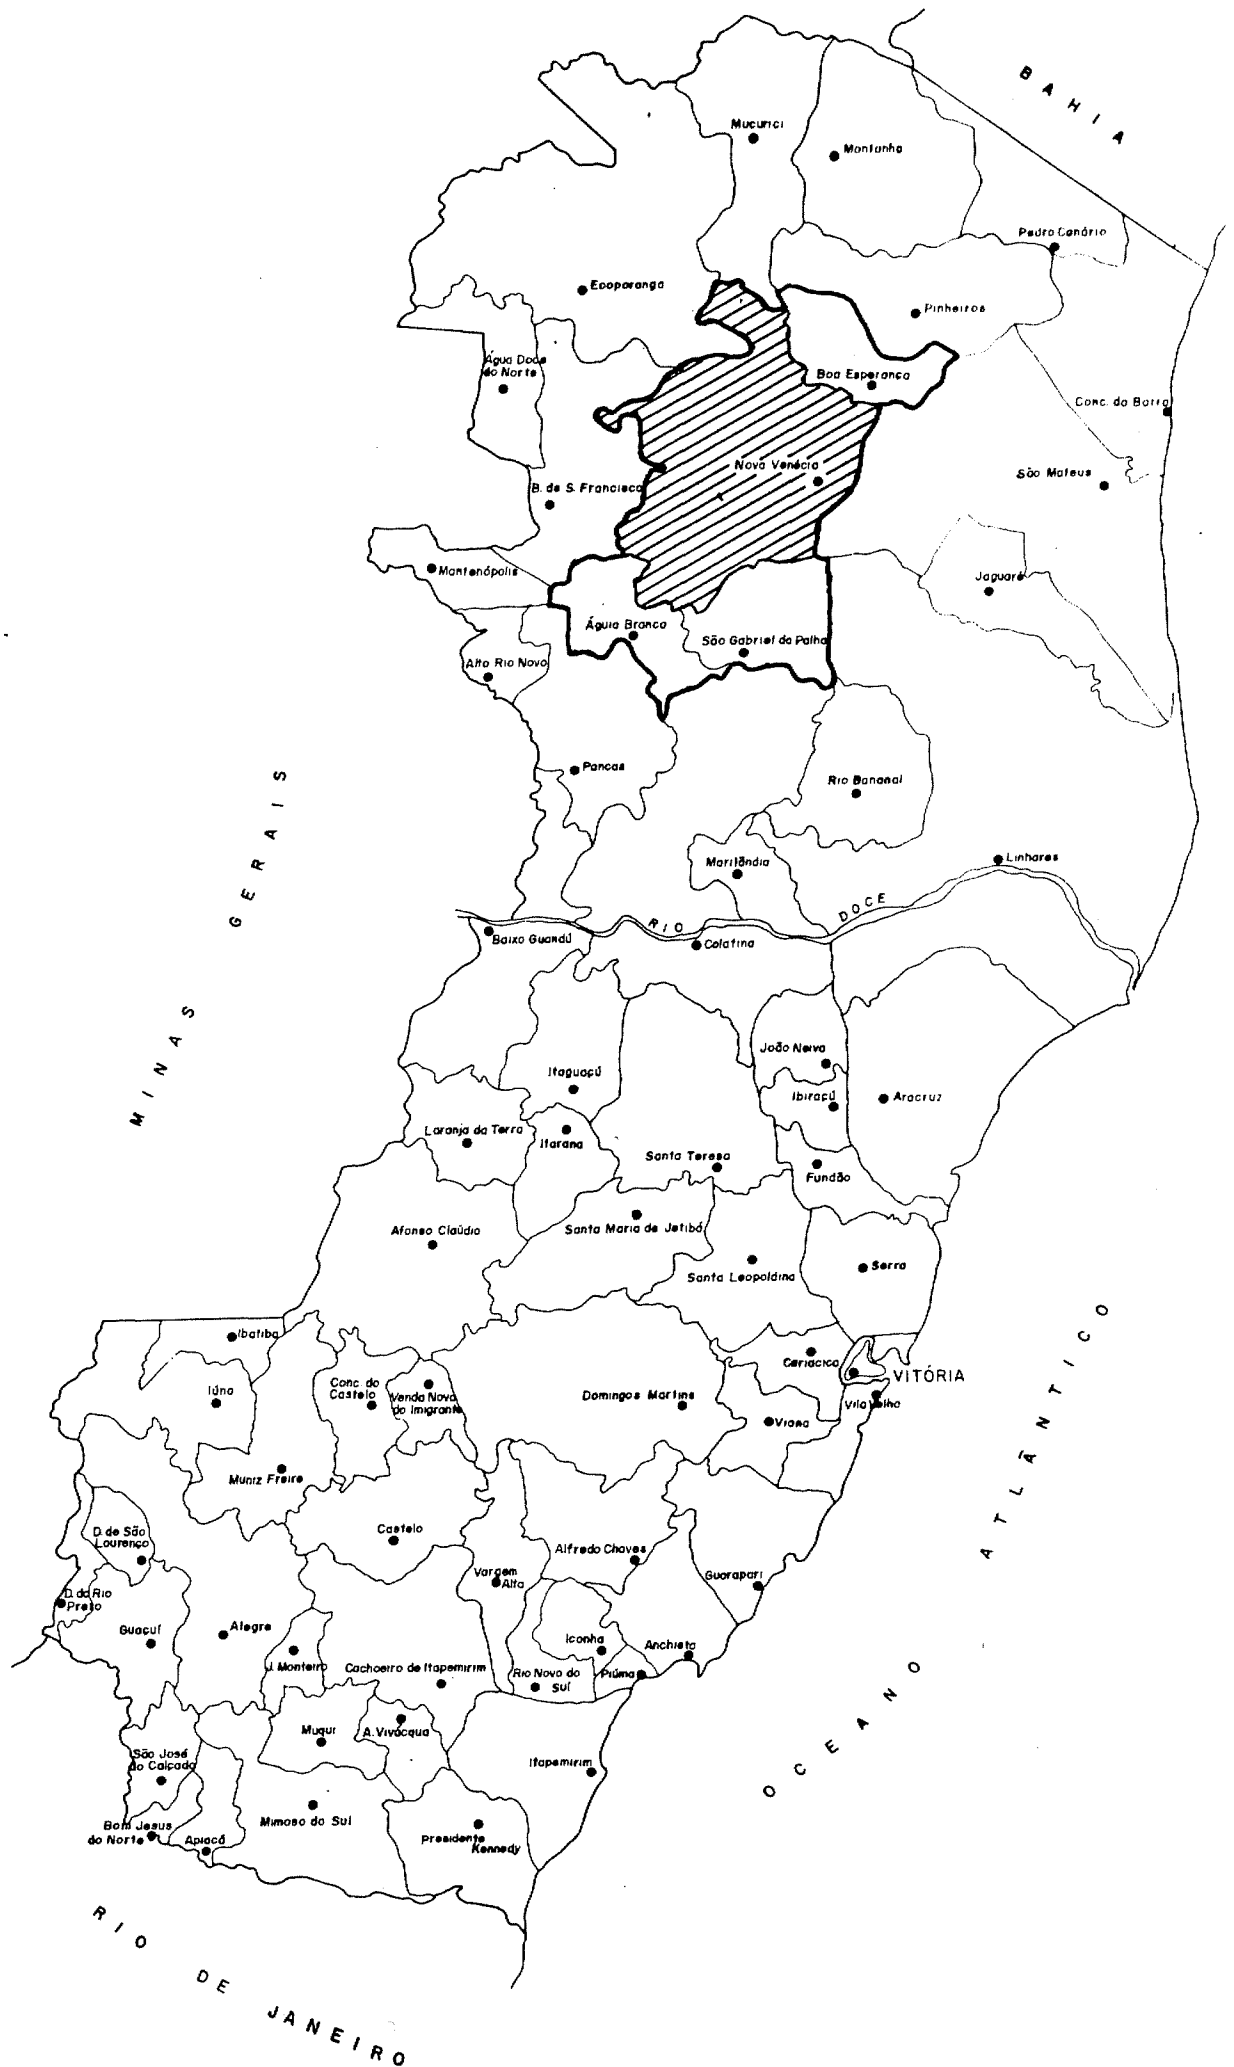 BAHIA
Mucurici
Montanha
Pedro Canário
Ecoporanga
Pinheiros
Água Doce
do Norte
Boa Esperança
Conc. da Barra
Nova Venécia
São Mateus
B. de S. Francisco
Mantenópolis
Jaguaré
Águia Branca
São Gabriel da Palha
Alto Rio Novo
Pancas
Rio Bananal
MINAS GERAIS
Marilândia
Linhares
RIO DOCE
Baixo Guandú
Colatina
João Neiva
Itaguaçú
Ibiraçú
Aracruz
Laranja da Terra
Itarana
Santa Teresa
Fundão
Afonso Claúdio
Santa Maria de Jetibá
Santa Leopoldina
Serra
Ibatiba
Cariacica
VITÓRIA
Iúna
Conc. do
Castelo
Venda Nova
do Imigrante
Domingos Martins
Vila Velha
Viana
Muniz Freire
OCEANO ATLÂNTICO
D. de São
Lourenço
Castelo
Alfredo Chaves
Vargem
Alta
Guarapari
D. do Rio
Preto
Guaçuí
Alegre
Iconha
Anchieta
J. Monteiro
Cachoeiro de Itapemirim
Rio Novo do
Sul
Piúma
Muqui
A. Vivácqua
São José
do Calçado
Itapemirim
Mimoso do Sul
Bom Jesus
do Norte
Apiacá
Presidente
Kennedy
RIO DE JANEIRO